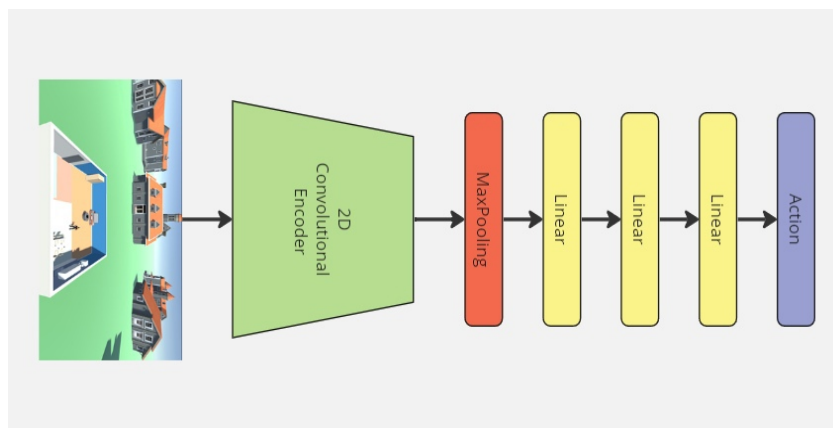 2D
Convolutional
Encoder
MaxPooling
Linear
Linear
Linear
Action